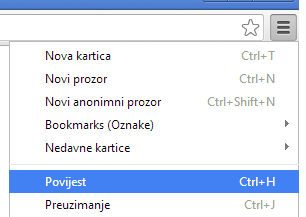 Nova kartica Ctrl+T
Novi prozor Ctrl+N
Novi anonimni prozor Ctrl+Shift+N
Bookmarks (Oznake)
Nedavne kartice
Povijest Ctrl+H
Preuzimanje Ctrl+J